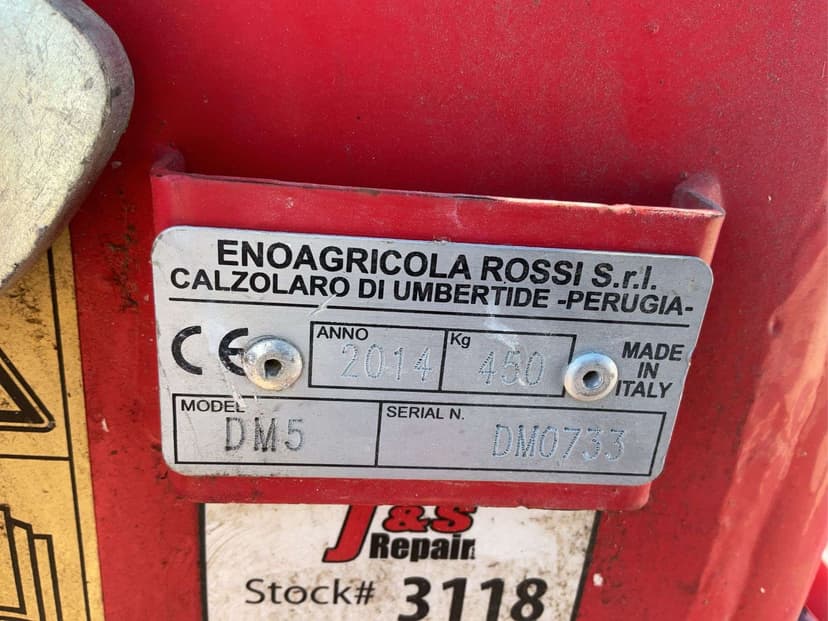 ENOAGRICOLA ROSSI S.r.l.
CALZOLARO DI UMBERTIDE -PERUGIA-
CE
ANNO 2014 Kg 450
MADE IN ITALY
MODEL DM5 SERIAL N. DM0733
J&S
Repair
Stock# 3118